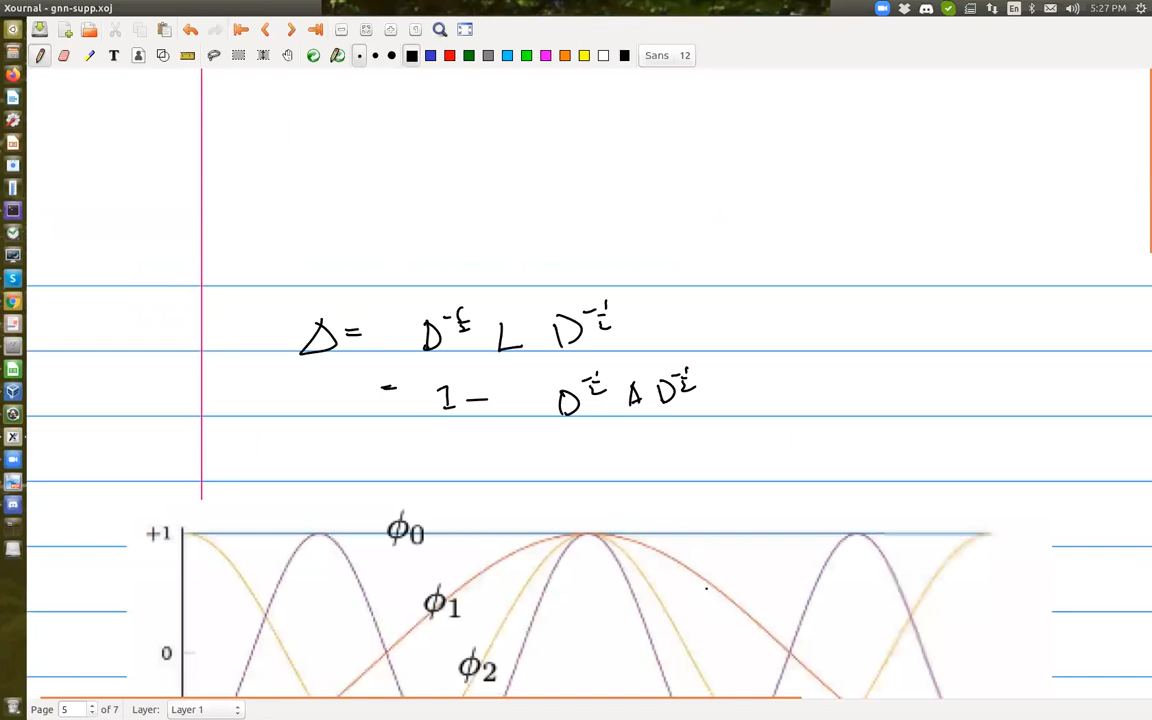 Xournal - gnn-supp.xoj
En
5:27 PM
T
Sans 12
Δ = D^{-1/2} L D^{-1/2}
= I - D^{-1/2} A D^{-1/2}
+1
ϕ0
ϕ1
0
ϕ2
Page 5 of 7 Layer: Layer 1